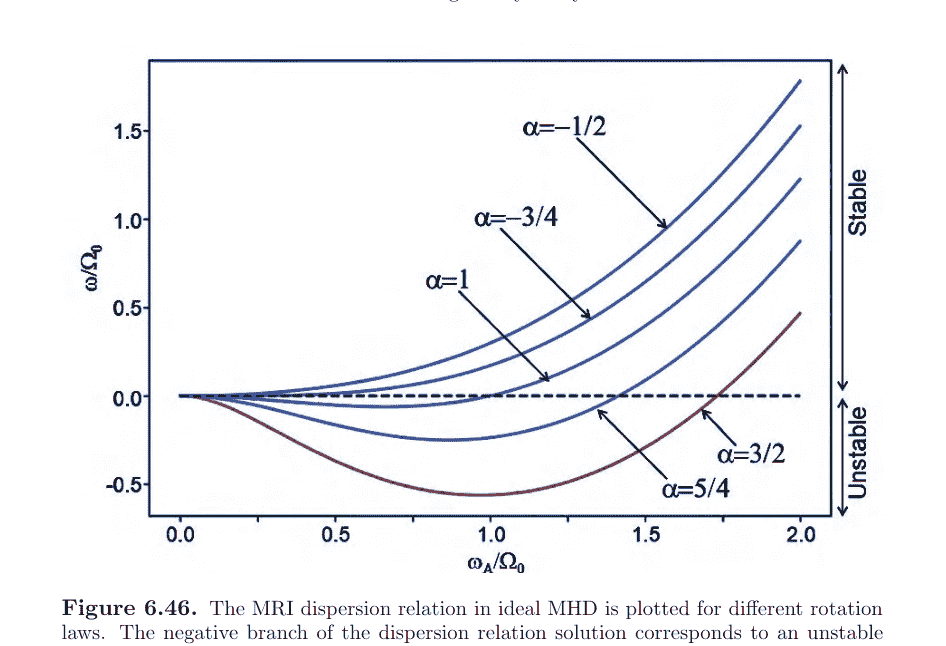 α=−1/2
α=−3/4
α=1
α=3/2
α=5/4
ω/Ω₀
1.5
1.0
0.5
0.0
-0.5
0.0 0.5 1.0 1.5 2.0
ω_A/Ω₀
Stable
Unstable
Figure 6.46. The MRI dispersion relation in ideal MHD is plotted for different rotation
laws. The negative branch of the dispersion relation solution corresponds to an unstable